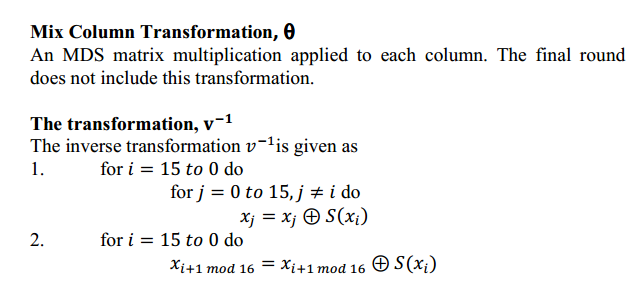 Mix Column Transformation, θ
An MDS matrix multiplication applied to each column. The final round
does not include this transformation.
The transformation, v⁻¹
The inverse transformation v⁻¹is given as
1. for i = 15 to 0 do
for j = 0 to 15, j ≠ i do
xⱼ = xⱼ ⊕ S(xᵢ)
2. for i = 15 to 0 do
x_{i+1 mod 16} = x_{i+1 mod 16} ⊕ S(xᵢ)